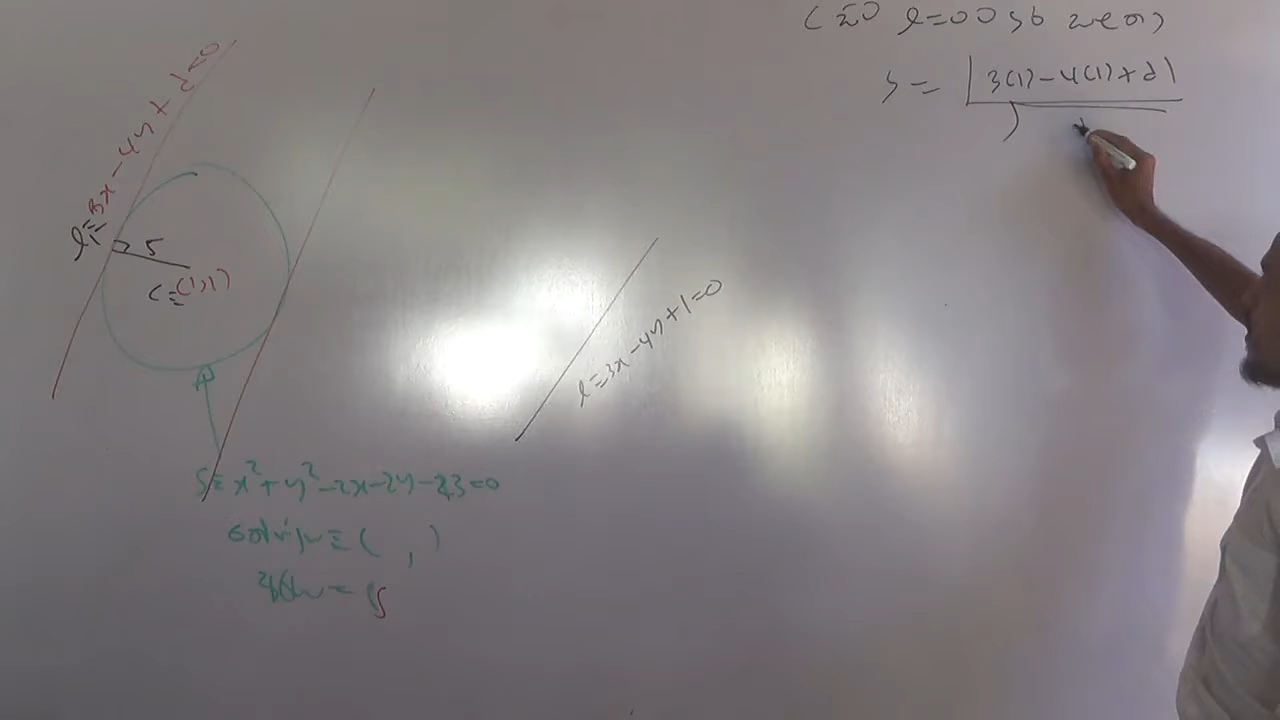 5 = |3(1) - 4(1) + d|
3x - 4y + d = 0
l₁ ≡
5
C ≡ (1,1)
l ≡ 3x - 4y + 1 = 0
S ≡ x² + y² - 2x - 2y - 23 = 0
≡ ( , )
= 5